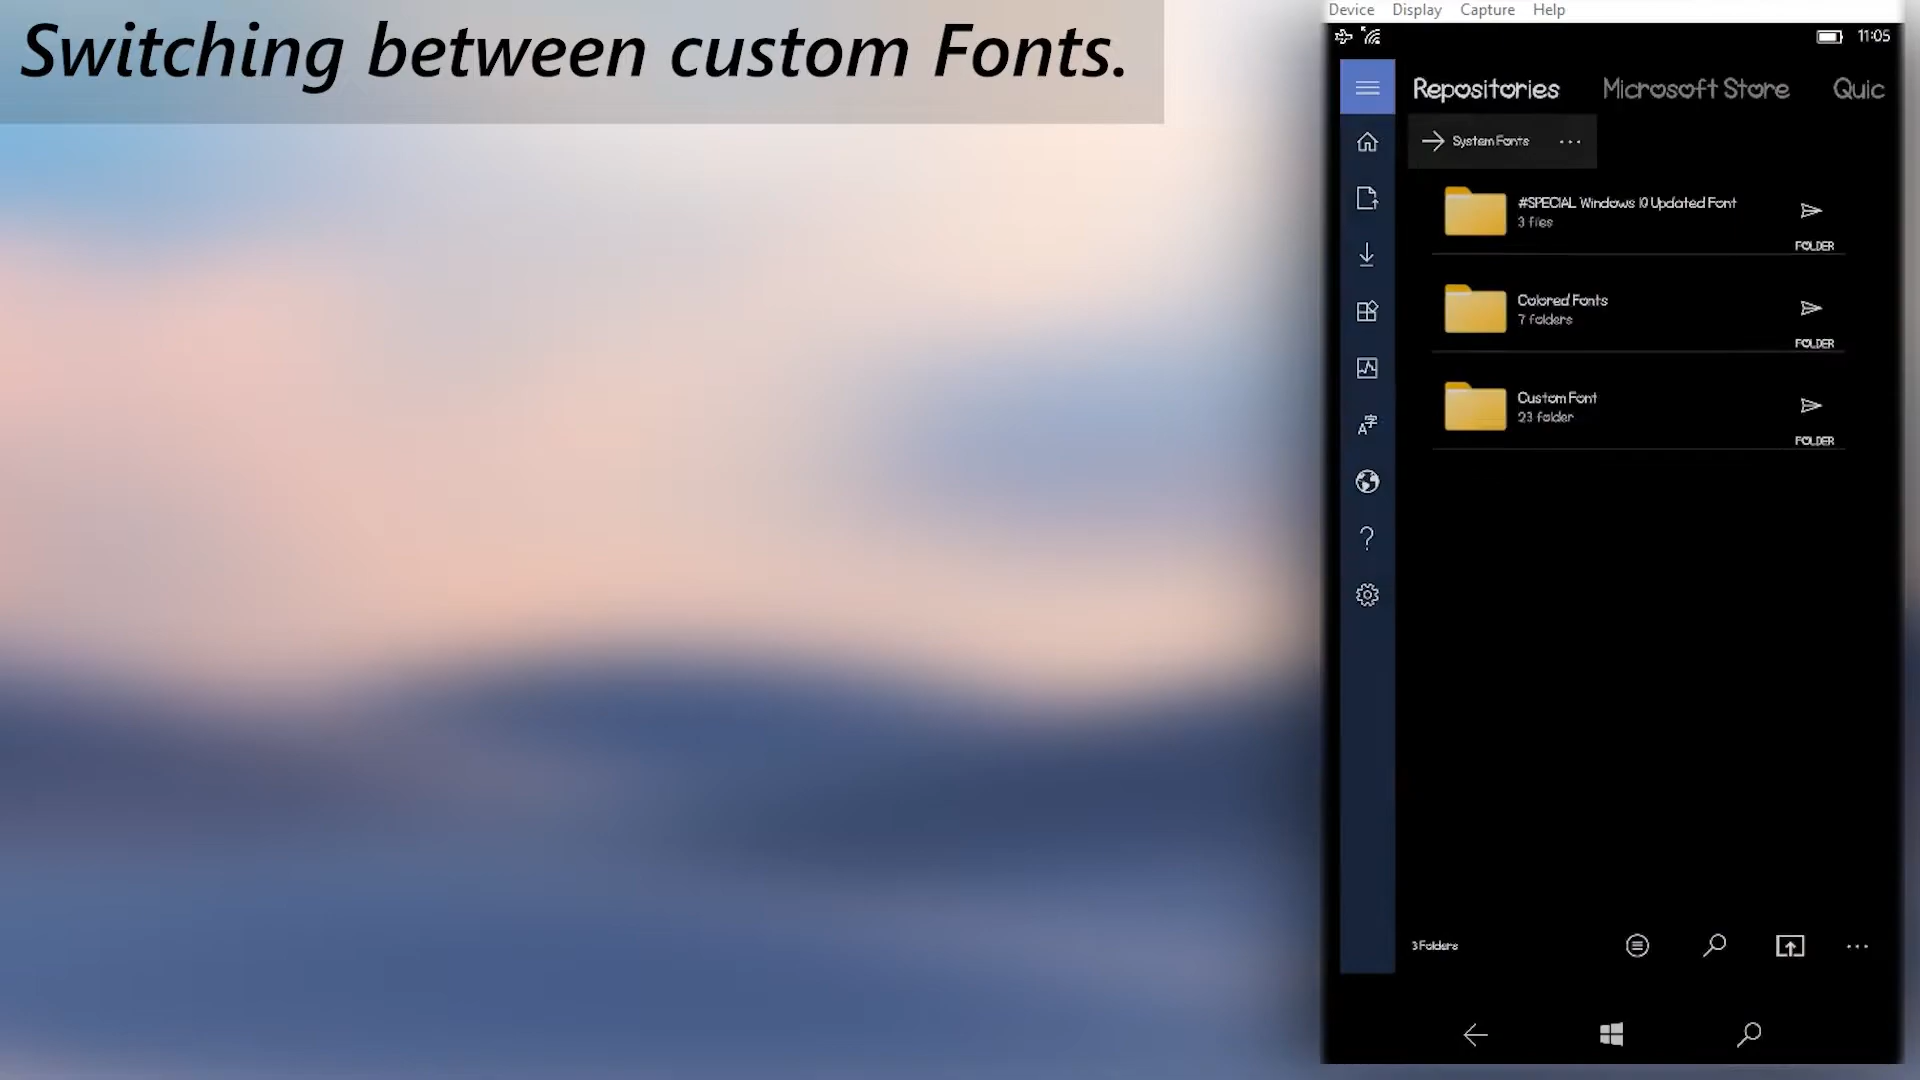 Switching between custom Fonts.
Device Display Capture Help
11:05
Repositories Microsoft Store Quic
System Fonts
#SPECIAL Windows 10 Updated Font
3 files
FOLDER
Colored Fonts
7 folders
FOLDER
Custom Font
23 folder
FOLDER
3 Folders